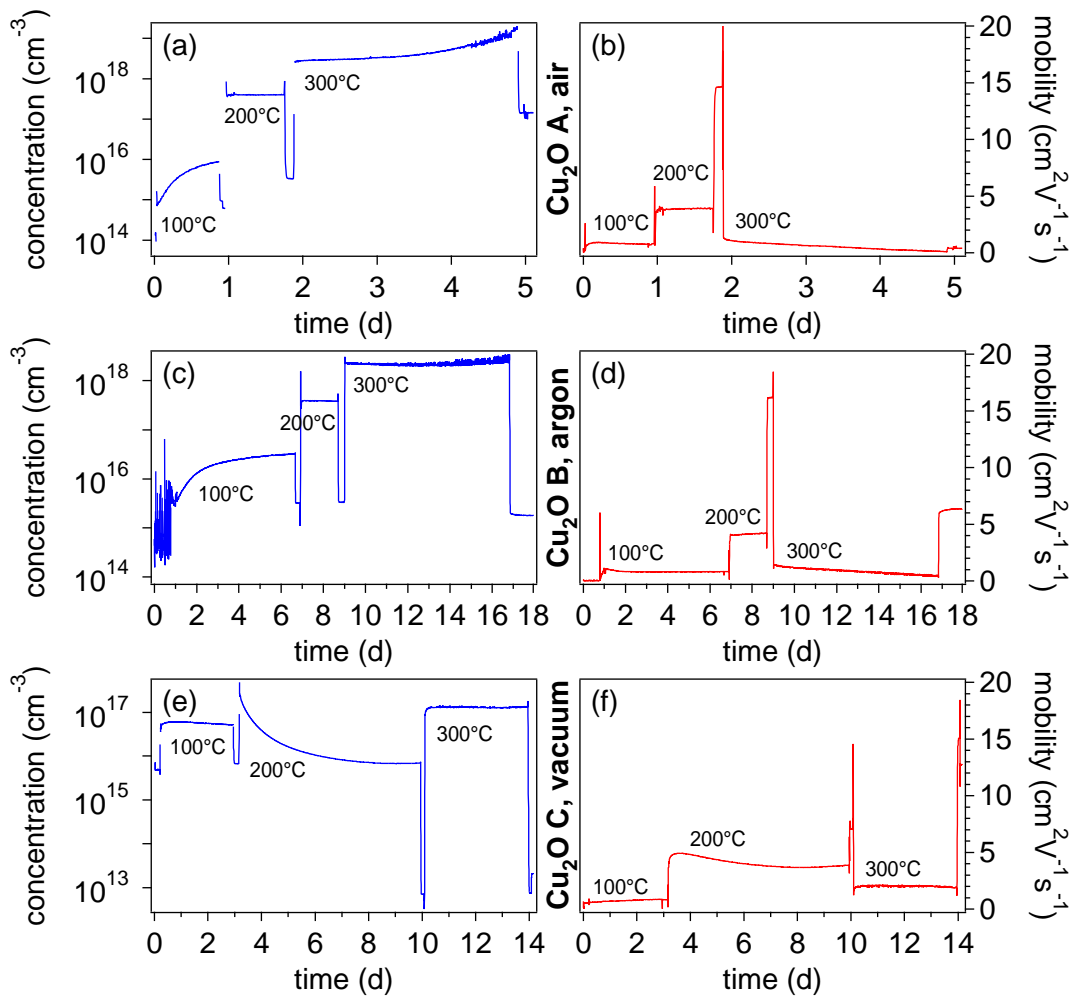 (a)
concentration (cm⁻³)
10¹⁸
10¹⁶
10¹⁴
100°C
200°C
300°C
0 1 2 3 4 5
time (d)
(b)
Cu₂O A, air
100°C
200°C
300°C
20
15
10
5
0
mobility (cm²V⁻¹s⁻¹)
0 1 2 3 4 5
time (d)
(c)
concentration (cm⁻³)
10¹⁸
10¹⁶
10¹⁴
100°C
200°C
300°C
0 2 4 6 8 10 12 14 16 18
time (d)
(d)
Cu₂O B, argon
100°C
200°C
300°C
20
15
10
5
0
mobility (cm²V⁻¹s⁻¹)
0 2 4 6 8 10 12 14 16 18
time (d)
(e)
concentration (cm⁻³)
10¹⁷
10¹⁵
10¹³
100°C
200°C
300°C
0 2 4 6 8 10 12 14
time (d)
(f)
Cu₂O C, vacuum
100°C
200°C
300°C
20
15
10
5
0
mobility (cm²V⁻¹s⁻¹)
0 2 4 6 8 10 12 14
time (d)